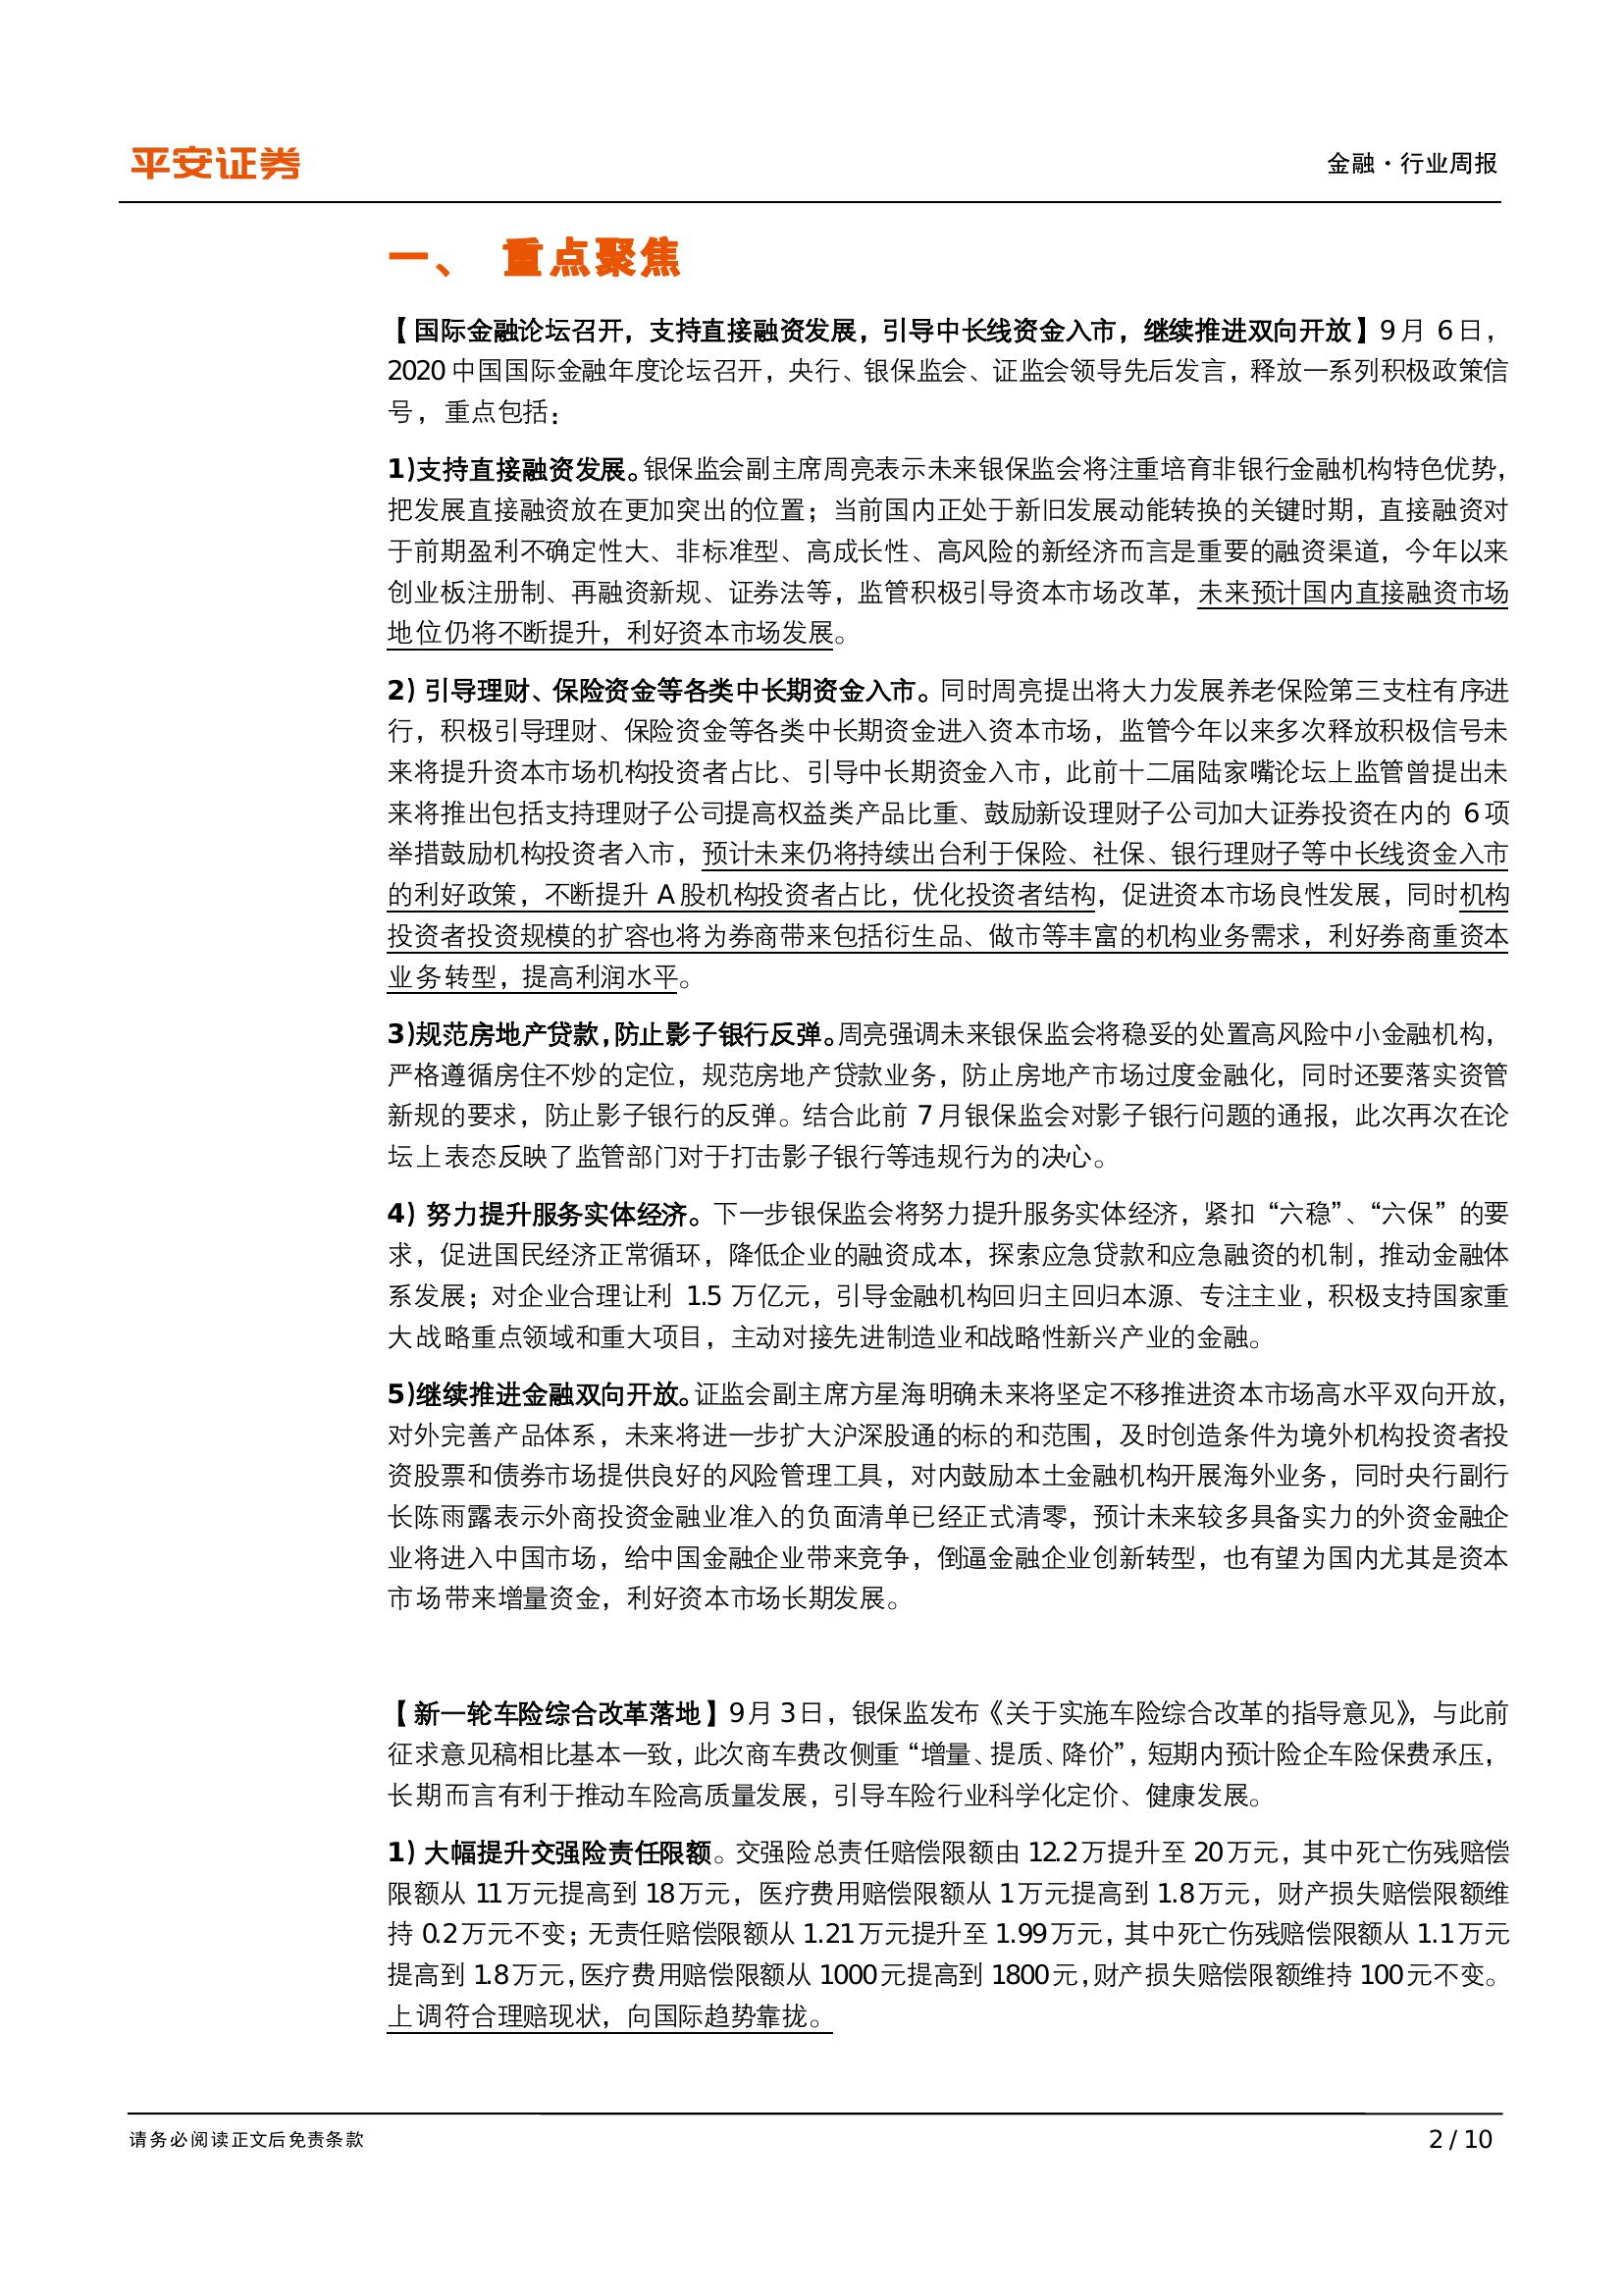 平安证券
金融·行业周报
一、 重点聚焦
【国际金融论坛召开，支持直接融资发展，引导中长线资金入市，继续推进双向开放】9月 6日，
2020 中国国际金融年度论坛召开，央行、银保监会、证监会领导先后发言，释放一系列积极政策信
号，重点包括：
1)支持直接融资发展。银保监会副主席周亮表示未来银保监会将注重培育非银行金融机构特色优势，
把发展直接融资放在更加突出的位置；当前国内正处于新旧发展动能转换的关键时期，直接融资对
于前期盈利不确定性大、非标准型、高成长性、高风险的新经济而言是重要的融资渠道，今年以来
创业板注册制、再融资新规、证券法等，监管积极引导资本市场改革，未来预计国内直接融资市场
地位仍将不断提升，利好资本市场发展。
2) 引导理财、保险资金等各类中长期资金入市。同时周亮提出将大力发展养老保险第三支柱有序进
行，积极引导理财、保险资金等各类中长期资金进入资本市场，监管今年以来多次释放积极信号未
来将提升资本市场机构投资者占比、引导中长期资金入市，此前十二届陆家嘴论坛上监管曾提出未
来将推出包括支持理财子公司提高权益类产品比重、鼓励新设理财子公司加大证券投资在内的 6项
举措鼓励机构投资者入市，预计未来仍将持续出台利于保险、社保、银行理财子等中长线资金入市
的利好政策，不断提升 A股机构投资者占比，优化投资者结构，促进资本市场良性发展，同时机构
投资者投资规模的扩容也将为券商带来包括衍生品、做市等丰富的机构业务需求，利好券商重资本
业务转型，提高利润水平。
3)规范房地产贷款，防止影子银行反弹。周亮强调未来银保监会将稳妥的处置高风险中小金融机构，
严格遵循房住不炒的定位，规范房地产贷款业务，防止房地产市场过度金融化，同时还要落实资管
新规的要求，防止影子银行的反弹。结合此前 7月银保监会对影子银行问题的通报，此次再次在论
坛上表态反映了监管部门对于打击影子银行等违规行为的决心。
4) 努力提升服务实体经济。下一步银保监会将努力提升服务实体经济，紧扣“六稳”、“六保”的要
求，促进国民经济正常循环，降低企业的融资成本，探索应急贷款和应急融资的机制，推动金融体
系发展；对企业合理让利 1.5 万亿元，引导金融机构回归主回归本源、专注主业，积极支持国家重
大战略重点领域和重大项目，主动对接先进制造业和战略性新兴产业的金融。
5)继续推进金融双向开放。证监会副主席方星海明确未来将坚定不移推进资本市场高水平双向开放，
对外完善产品体系，未来将进一步扩大沪深股通的标的和范围，及时创造条件为境外机构投资者投
资股票和债券市场提供良好的风险管理工具，对内鼓励本土金融机构开展海外业务，同时央行副行
长陈雨露表示外商投资金融业准入的负面清单已经正式清零，预计未来较多具备实力的外资金融企
业将进入中国市场，给中国金融企业带来竞争，倒逼金融企业创新转型，也有望为国内尤其是资本
市场带来增量资金，利好资本市场长期发展。
【新一轮车险综合改革落地】9月 3日，银保监发布《关于实施车险综合改革的指导意见》，与此前
征求意见稿相比基本一致，此次商车费改侧重“增量、提质、降价”，短期内预计险企车险保费承压，
长期而言有利于推动车险高质量发展，引导车险行业科学化定价、健康发展。
1) 大幅提升交强险责任限额。交强险总责任赔偿限额由 12.2万提升至 20万元，其中死亡伤残赔偿
限额从 11万元提高到 18万元，医疗费用赔偿限额从 1万元提高到 1.8万元，财产损失赔偿限额维
持 0.2万元不变；无责任赔偿限额从 1.21万元提升至 1.99万元，其中死亡伤残赔偿限额从 1.1万元
提高到 1.8万元，医疗费用赔偿限额从 1000元提高到 1800元，财产损失赔偿限额维持 100元不变。
上调符合理赔现状，向国际趋势靠拢。
请务必阅读正文后免责条款
2 / 10